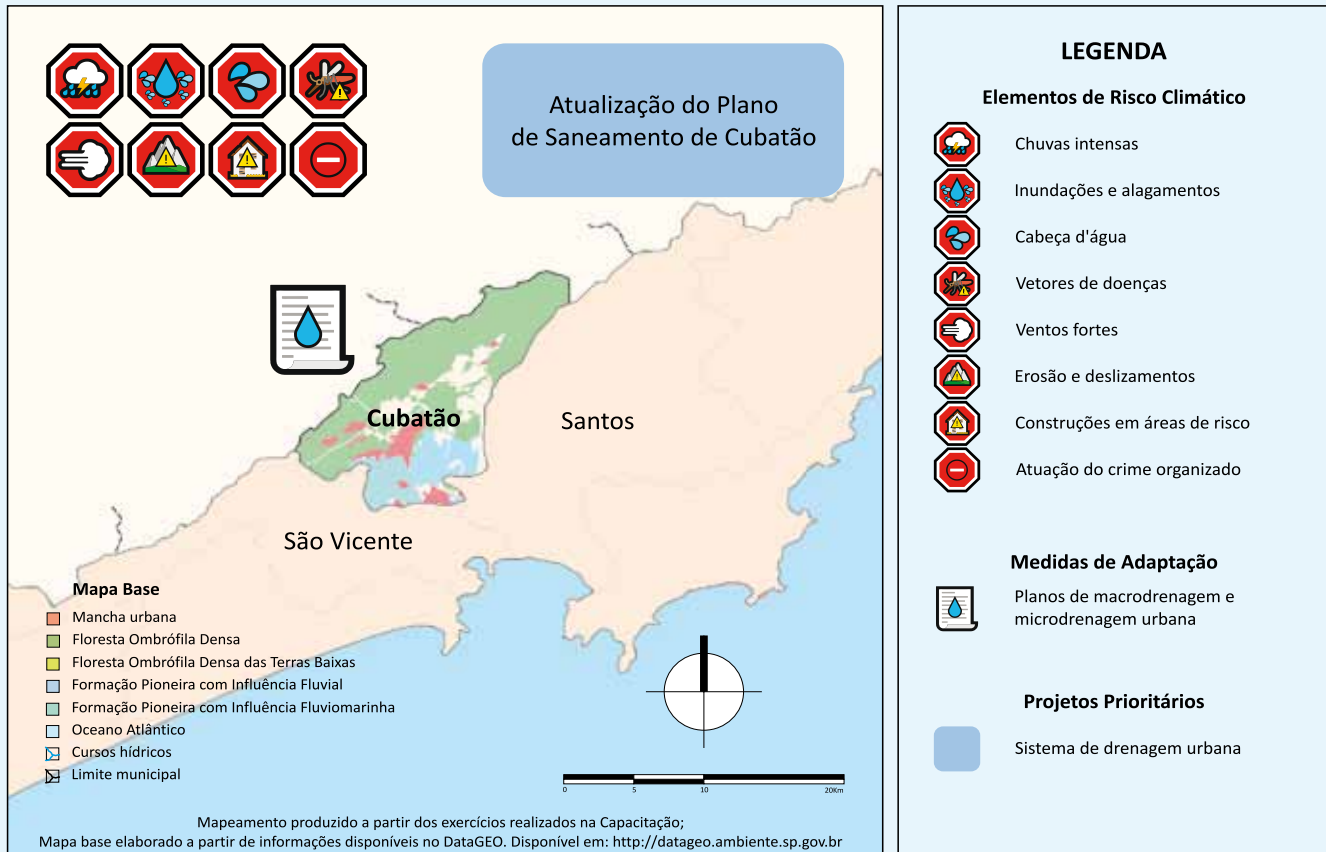 Atualização do Plano
de Saneamento de Cubatão
Cubatão
Santos
São Vicente
Mapa Base
Mancha urbana
Floresta Ombrófila Densa
Floresta Ombrófila Densa das Terras Baixas
Formação Pioneira com Influência Fluvial
Formação Pioneira com Influência Fluviomarinha
Oceano Atlântico
Cursos hídricos
Limite municipal
0 5 10 20Km
Mapeamento produzido a partir dos exercícios realizados na Capacitação;
Mapa base elaborado a partir de informações disponíveis no DataGEO. Disponível em: http://datageo.ambiente.sp.gov.br
LEGENDA
Elementos de Risco Climático
Chuvas intensas
Inundações e alagamentos
Cabeça d'água
Vetores de doenças
Ventos fortes
Erosão e deslizamentos
Construções em áreas de risco
Atuação do crime organizado
Medidas de Adaptação
Planos de macrodrenagem e
microdrenagem urbana
Projetos Prioritários
Sistema de drenagem urbana